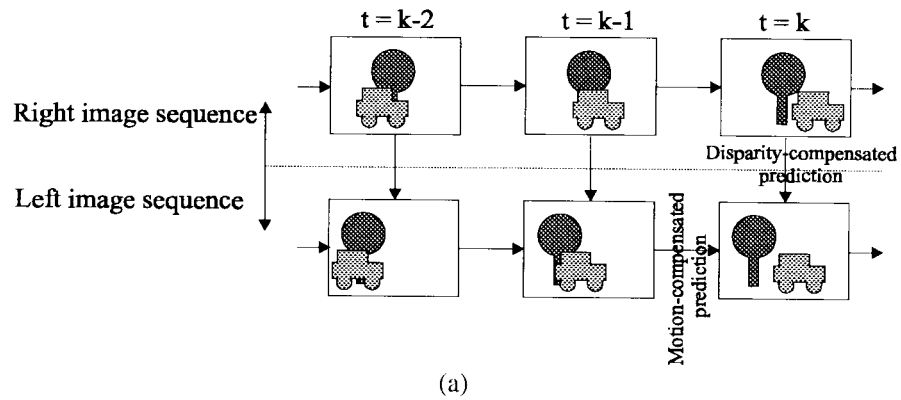 t = k-2
t = k-1
t = k
Right image sequence
Disparity-compensated
prediction
Left image sequence
Motion-compensated
prediction
(a)